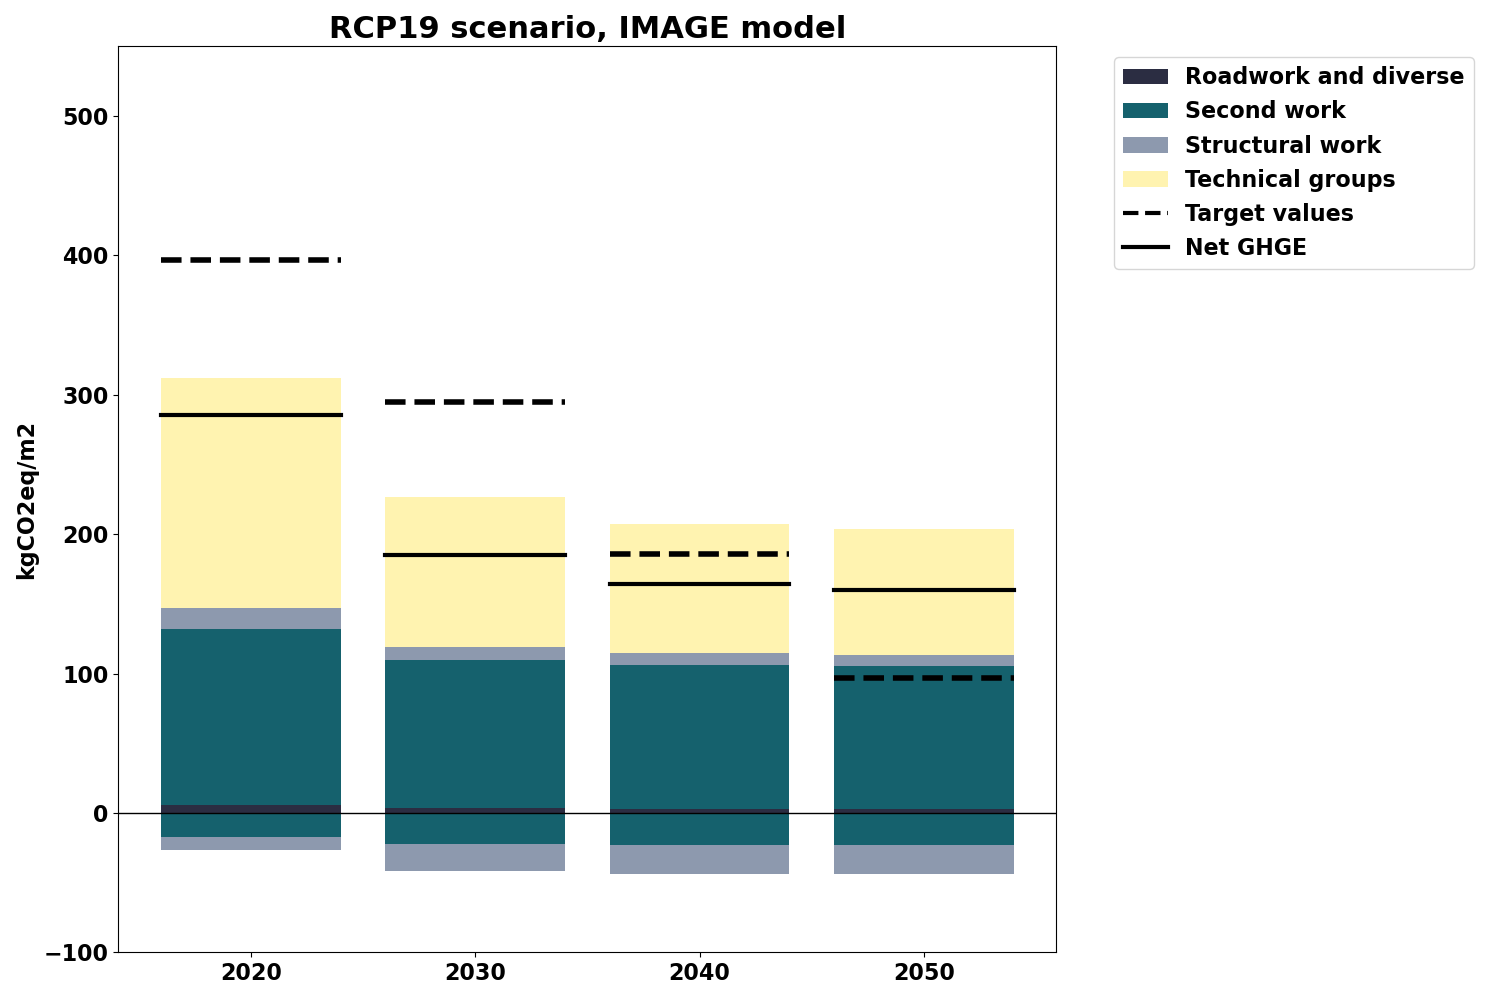 RCP19 scenario, IMAGE model
Roadwork and diverse
Second work
Structural work
Technical groups
Target values
Net GHGE
kgCO2eq/m2
500
400
300
200
100
0
−100
2020
2030
2040
2050